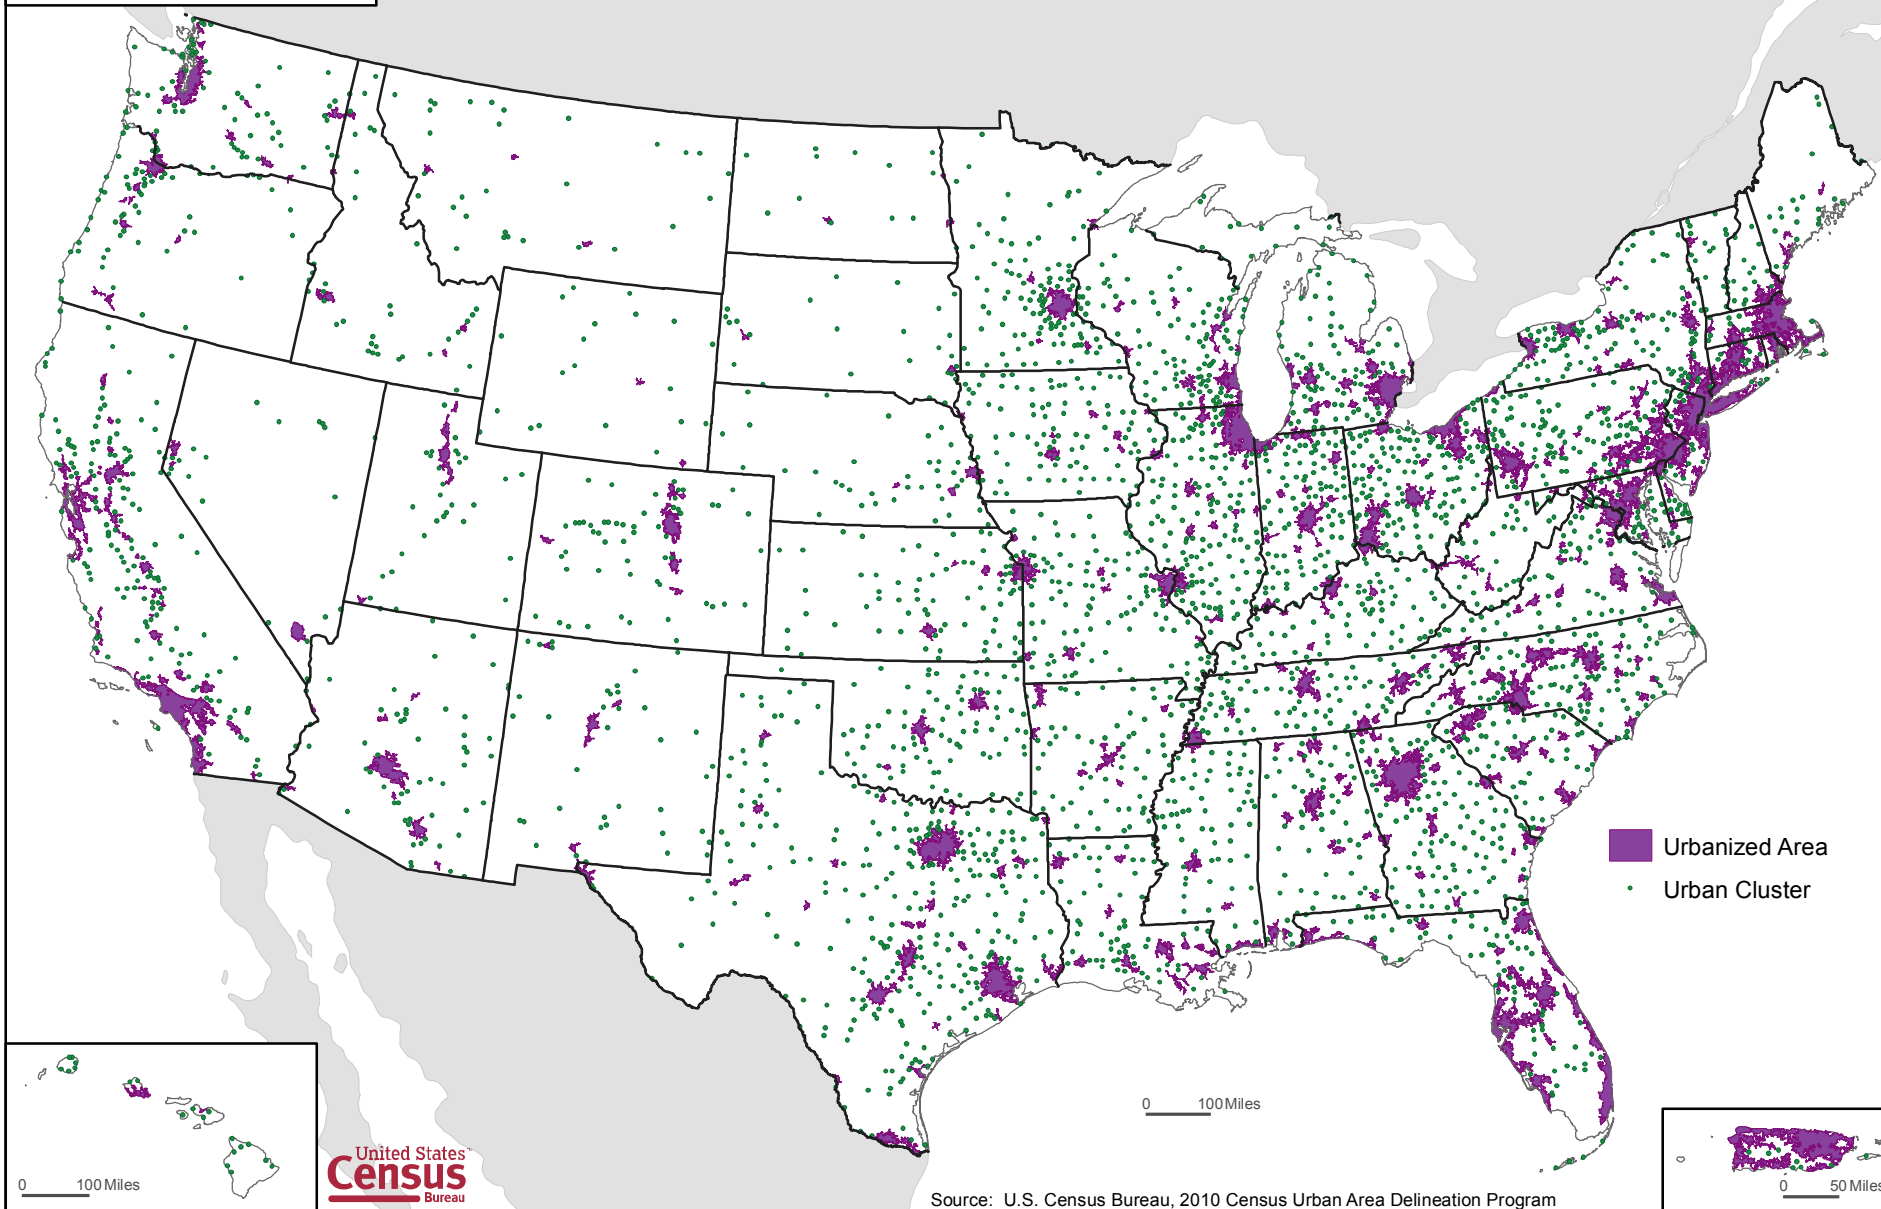 Urbanized Area
Urban Cluster
0 100 Miles
0 100 Miles
United States
Census
Bureau
0 50 Miles
Source: U.S. Census Bureau, 2010 Census Urban Area Delineation Program